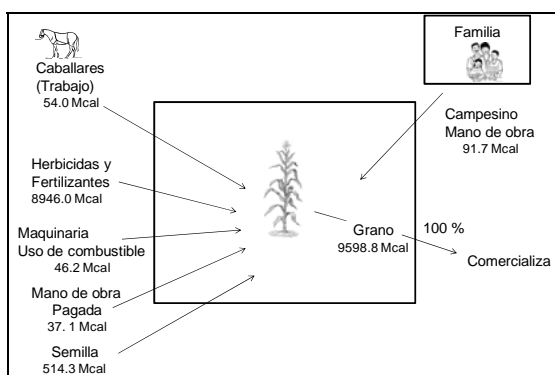 Familia
Caballares
(Trabajo)
54.0 Mcal
Campesino
Mano de obra
91.7 Mcal
Herbicidas y
Fertilizantes
8946.0 Mcal
Maquinaria
Uso de combustible
46.2 Mcal
Grano
9598.8 Mcal
100 %
Comercializa
Mano de obra
Pagada
37. 1 Mcal
Semilla
514.3 Mcal